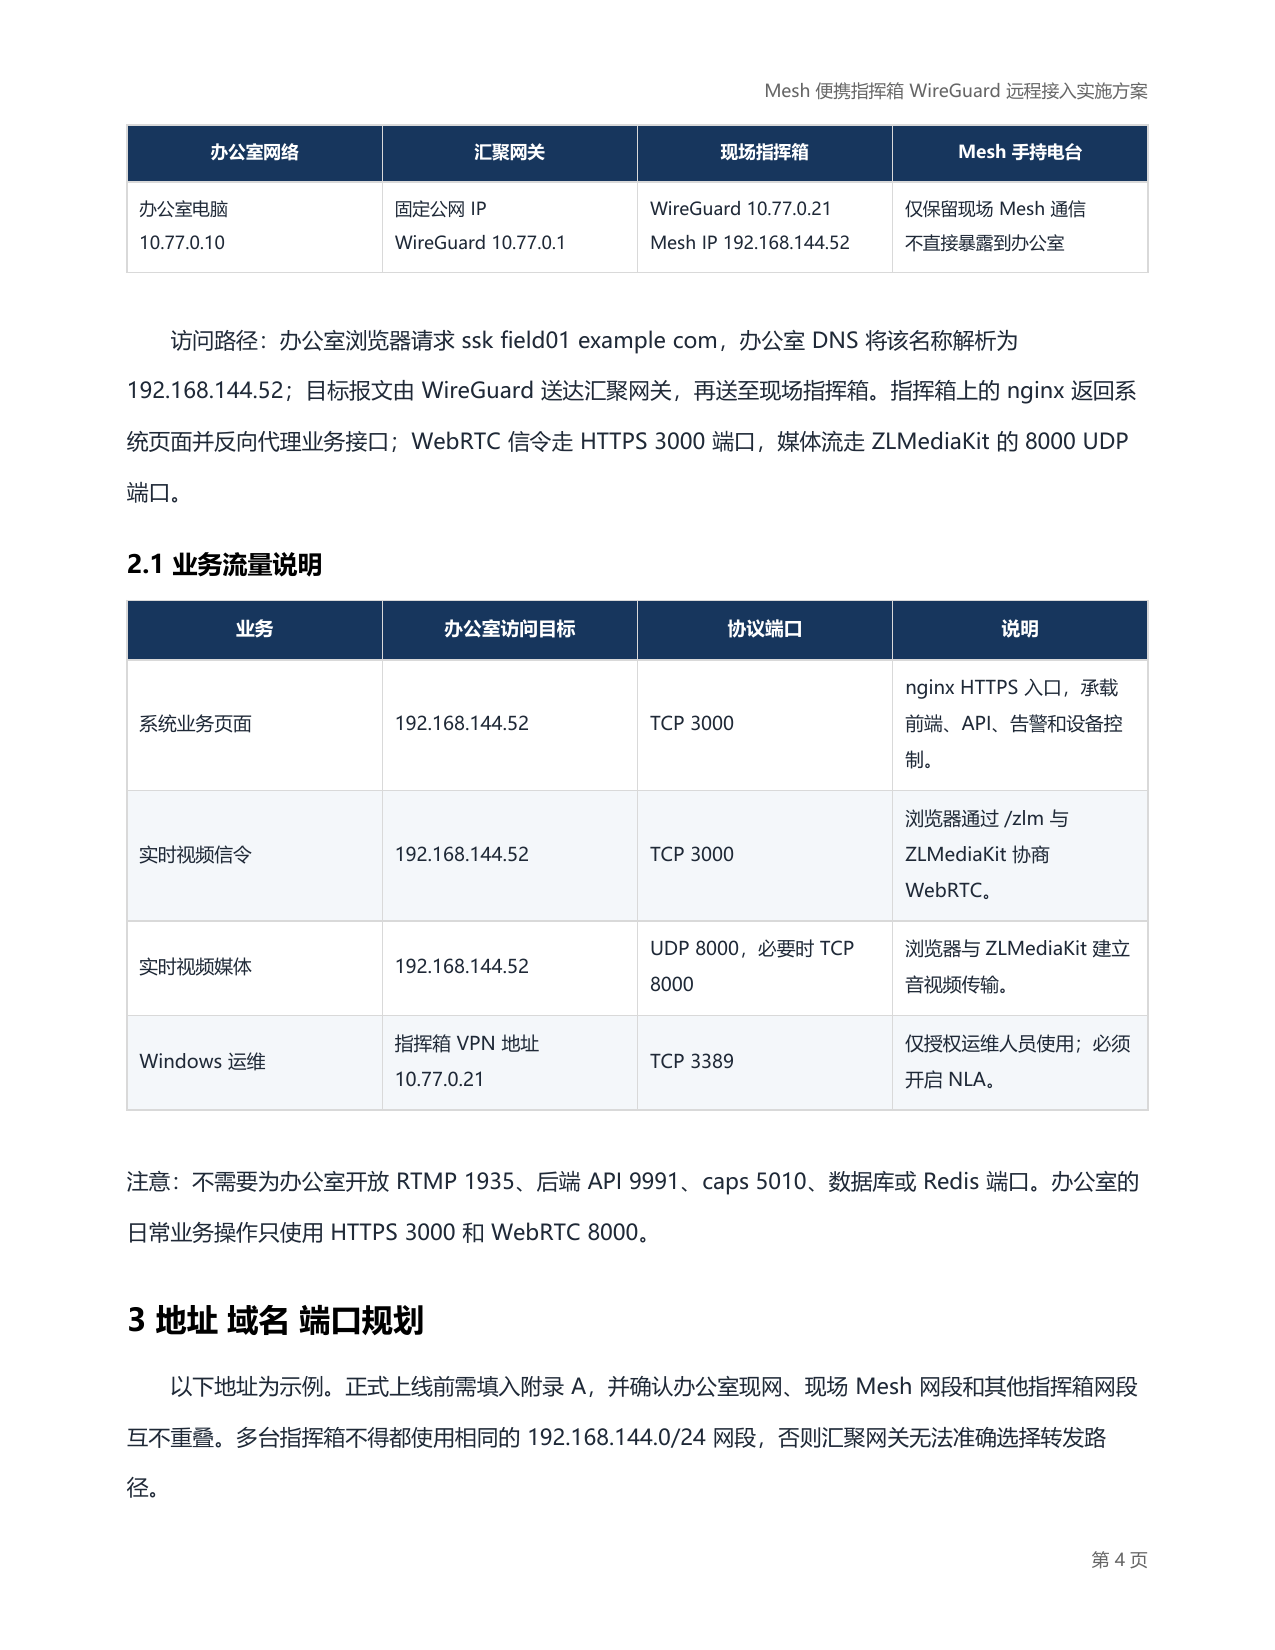 Mesh 便携指挥箱 WireGuard 远程接入实施方案
办公室网络 汇聚网关 现场指挥箱 Mesh 手持电台
办公室电脑 固定公网 IP WireGuard 10.77.0.21 仅保留现场 Mesh 通信
10.77.0.10 WireGuard 10.77.0.1 Mesh IP 192.168.144.52 不直接暴露到办公室
访问路径：办公室浏览器请求 ssk field01 example com，办公室 DNS 将该名称解析为
192.168.144.52；目标报文由 WireGuard 送达汇聚网关，再送至现场指挥箱。指挥箱上的 nginx 返回系
统页面并反向代理业务接口；WebRTC 信令走 HTTPS 3000 端口，媒体流走 ZLMediaKit 的 8000 UDP
端口。
2.1 业务流量说明
业务 办公室访问目标 协议端口 说明
nginx HTTPS 入口，承载
系统业务页面 192.168.144.52 TCP 3000 前端、API、告警和设备控
制。
浏览器通过 /zlm 与
实时视频信令 192.168.144.52 TCP 3000 ZLMediaKit 协商
WebRTC。
UDP 8000，必要时 TCP 浏览器与 ZLMediaKit 建立
实时视频媒体 192.168.144.52
8000 音视频传输。
指挥箱 VPN 地址 仅授权运维人员使用；必须
Windows 运维 TCP 3389
10.77.0.21 开启 NLA。
注意：不需要为办公室开放 RTMP 1935、后端 API 9991、caps 5010、数据库或 Redis 端口。办公室的
日常业务操作只使用 HTTPS 3000 和 WebRTC 8000。
3 地址 域名 端口规划
以下地址为示例。正式上线前需填入附录 A，并确认办公室现网、现场 Mesh 网段和其他指挥箱网段
互不重叠。多台指挥箱不得都使用相同的 192.168.144.0/24 网段，否则汇聚网关无法准确选择转发路
径。
第 4 页